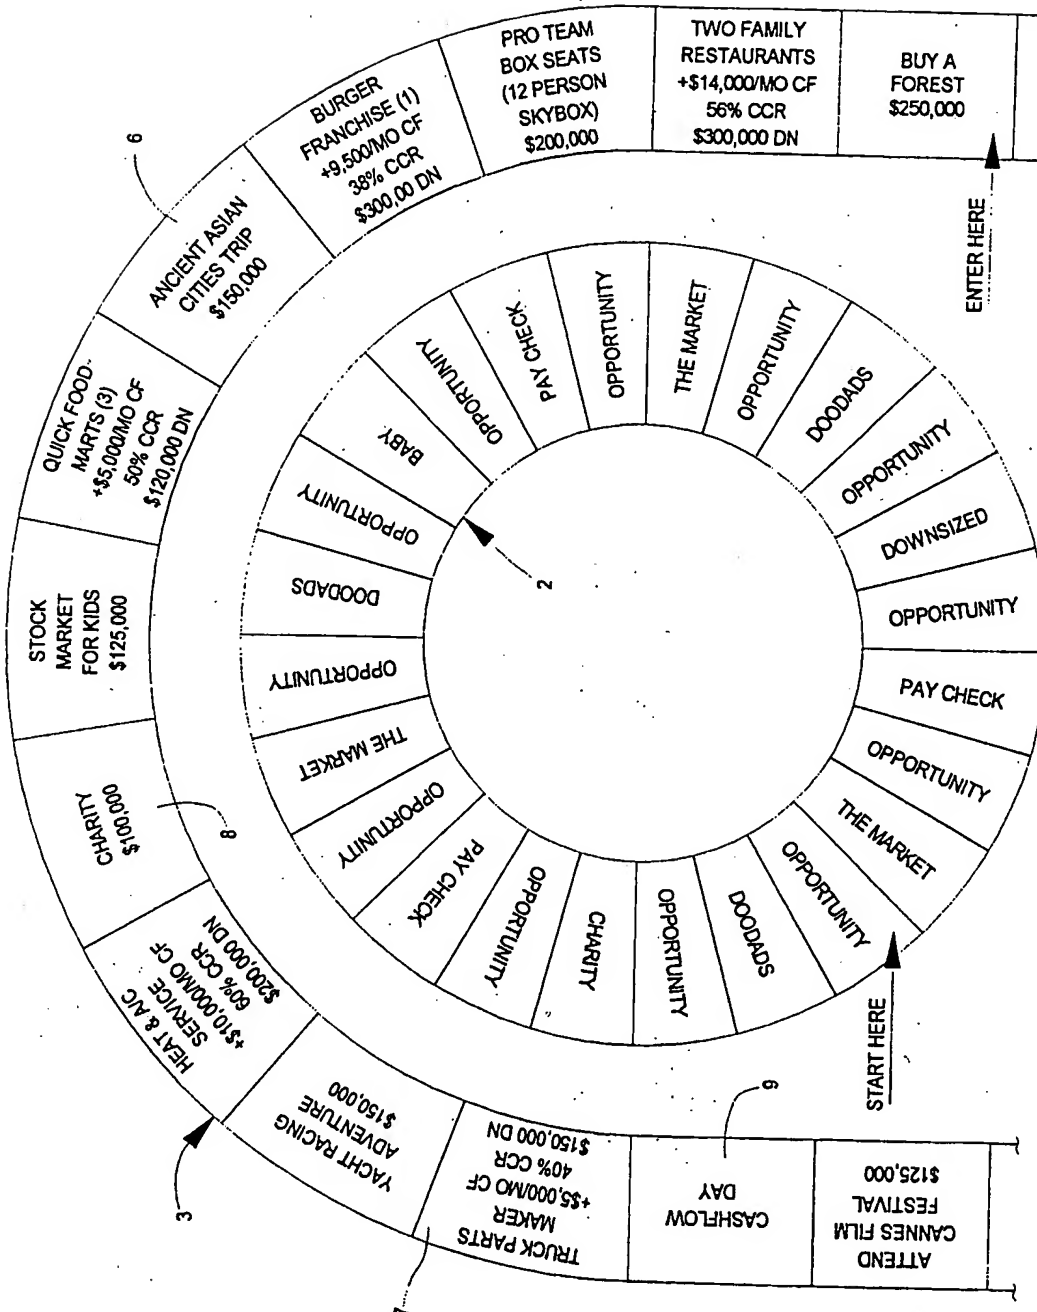 PRO TEAM
BOX SEATS
(12 PERSON
SKYBOX)
$200,000
TWO FAMILY
RESTAURANTS
+$14,000/MO CF
56% CCR
$300,000 DN
BUY A
FOREST
$250,000
ENTER HERE
BURGER
FRANCHISE (1)
+9,500/MO CF
38% CCR
$300,00 DN
6
ANCIENT ASIAN
CITIES TRIP
$150,000
QUICK FOOD-
MARTS (3)
+$5,000/MO CF
50% CCR
$120,000 DN
STOCK
MARKET
FOR KIDS
$125,000
CHARITY
$100,000
8
HEAT & A/C
SERVICE
+$10,000/MO CF
60% CCR
$200,000 DN
3
YACHT RACING
ADVENTURE
$150,000
TRUCK PARTS
MAKER
+$5,000/MO CF
40% CCR
$150,000 DN
CASHFLOW
DAY
9
ATTEND
CANNES FILM
FESTIVAL
$125,000
2
OPPORTUNITY
PAY CHECK
OPPORTUNITY
THE MARKET
OPPORTUNITY
DOODADS
OPPORTUNITY
DOWNSIZED
OPPORTUNITY
PAY CHECK
OPPORTUNITY
THE MARKET
OPPORTUNITY
DOODADS
OPPORTUNITY
CHARITY
OPPORTUNITY
PAY CHECK
OPPORTUNITY
THE MARKET
OPPORTUNITY
DOODADS
OPPORTUNITY
BABY
START HERE